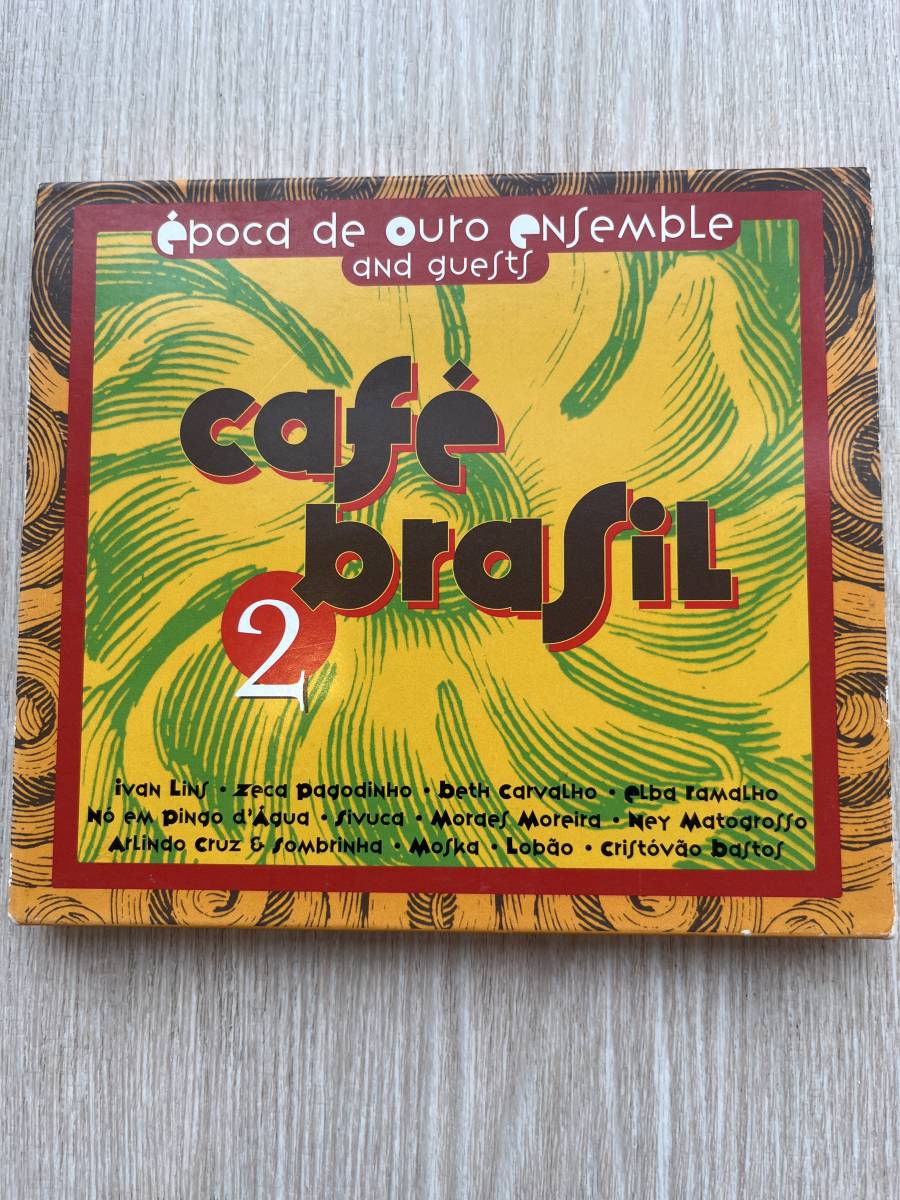 Época de Ouro Ensemble
and guests
café
brasil
2
Ivan Lins • Zeca Pagodinho • Beth Carvalho • Elba Ramalho
Nó em Pingo d'Água • Sivuca • Moraes Moreira • Ney Matogrosso
Arlindo Cruz & Sombrinha • Moska • Lobão • Cristóvão Bastos